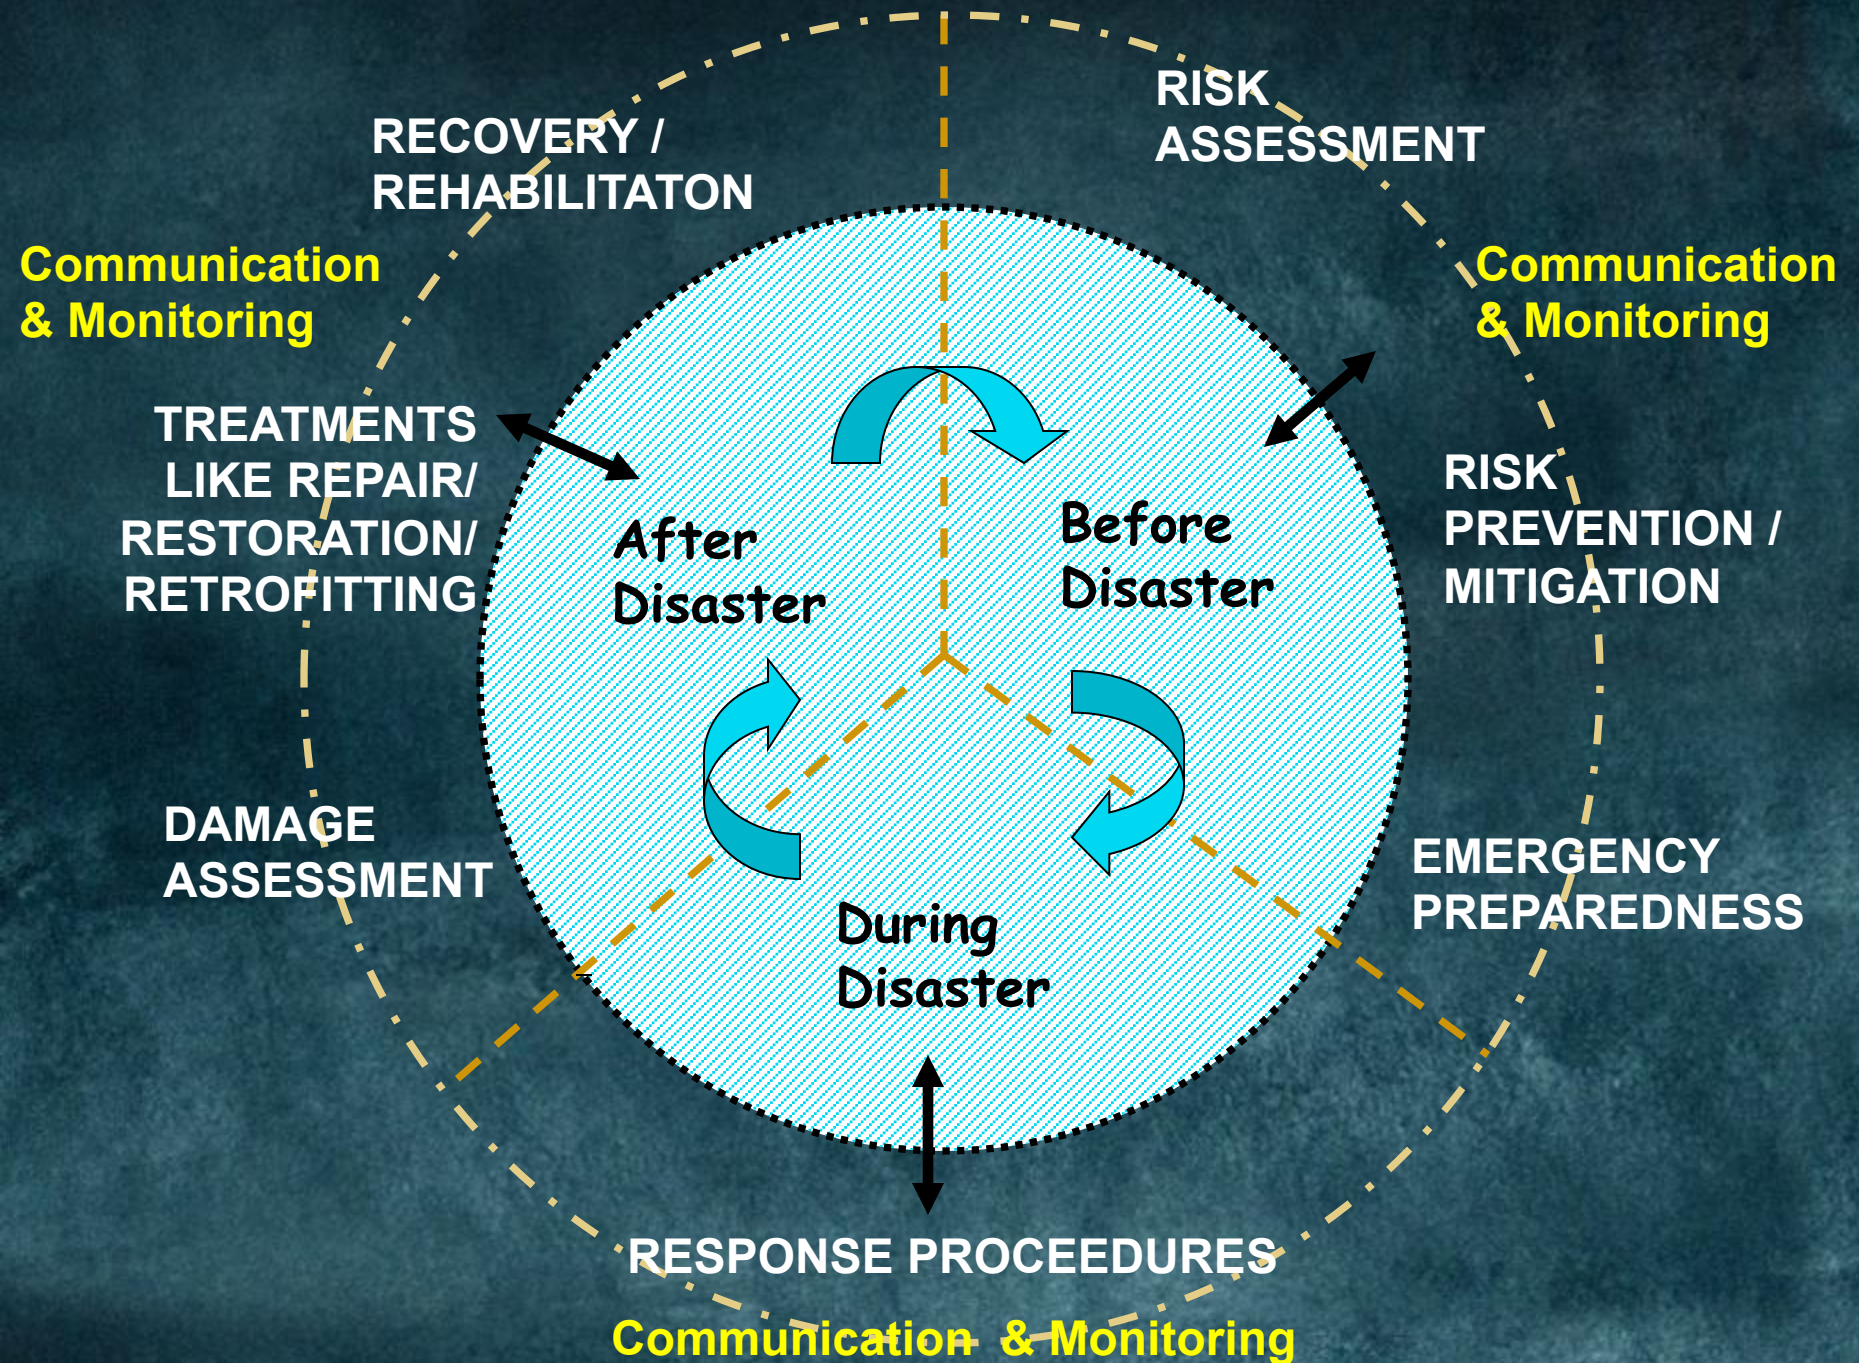 RISK
ASSESSMENT
RECOVERY /
REHABILITATON
Communication
& Monitoring
Communication
& Monitoring
TREATMENTS
LIKE REPAIR/
RESTORATION/
RETROFITTING
RISK
PREVENTION /
MITIGATION
After
Disaster
Before
Disaster
DAMAGE
ASSESSMENT
EMERGENCY
PREPAREDNESS
During
Disaster
RESPONSE PROCEEDURES
Communication & Monitoring